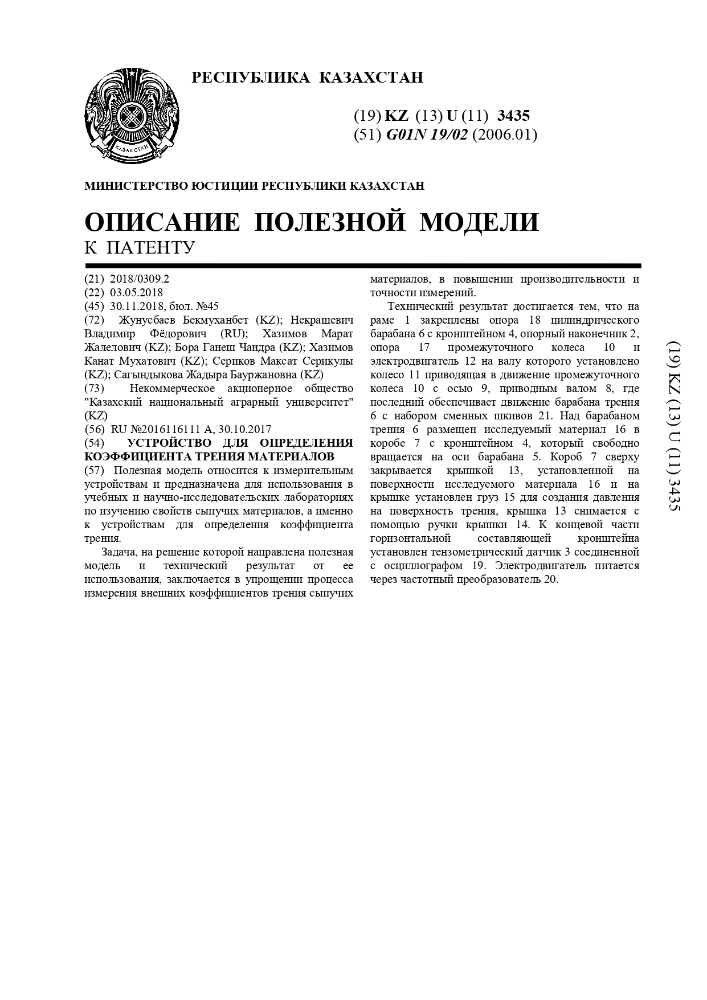 РЕСПУБЛИКА КАЗАХСТАН
(19) KZ (13) U (11) 3435
(51) G01N 19/02 (2006.01)
ҚАЗАҚСТАН
МИНИСТЕРСТВО ЮСТИЦИИ РЕСПУБЛИКИ КАЗАХСТАН
ОПИСАНИЕ ПОЛЕЗНОЙ МОДЕЛИ
К ПАТЕНТУ
(21) 2018/0309.2
(22) 03.05.2018
(45) 30.11.2018, бюл. №45
(72) Жунусбаев Бекмуханбет (KZ); Некрашевич
Владимир Фёдорович (RU); Хазимов Марат
Жалелович (KZ); Бора Ганеш Чандра (KZ); Хазимов
Канат Мухатович (KZ); Сериков Максат Серикулы
(KZ); Сагындыкова Жадыра Бауржановна (KZ)
(73) Некоммерческое акционерное общество
"Казахский национальный аграрный университет"
(KZ)
(56) RU №2016116111 A, 30.10.2017
(54) УСТРОЙСТВО ДЛЯ ОПРЕДЕЛЕНИЯ
КОЭФФИЦИЕНТА ТРЕНИЯ МАТЕРИАЛОВ
(57) Полезная модель относится к измерительным
устройствам и предназначена для использования в
учебных и научно-исследовательских лабораториях
по изучению свойств сыпучих материалов, а именно
к устройствам для определения коэффициента
трения.
Задача, на решение которой направлена полезная
модель и технический результат от ее
использования, заключается в упрощении процесса
измерения внешних коэффициентов трения сыпучих
материалов, в повышении производительности и
точности измерений.
Технический результат достигается тем, что на
раме 1 закреплены опора 18 цилиндрического
барабана 6 с кронштейном 4, опорный наконечник 2,
опора 17 промежуточного колеса 10 и
электродвигатель 12 на валу которого установлено
колесо 11 приводящая в движение промежуточного
колеса 10 с осью 9, приводным валом 8, где
последний обеспечивает движение барабана трения
6 с набором сменных шкивов 21. Над барабаном
трения 6 размещен исследуемый материал 16 в
коробе 7 с кронштейном 4, который свободно
вращается на оси барабана 5. Короб 7 сверху
закрывается крышкой 13, установленной на
поверхности исследуемого материала 16 и на
крышке установлен груз 15 для создания давления
на поверхность трения, крышка 13 снимается с
помощью ручки крышки 14. К концевой части
горизонтальной составляющей кронштейна
установлен тензометрический датчик 3 соединенной
с осциллографом 19. Электродвигатель питается
через частотный преобразователь 20.
(19) KZ (13) U (11) 3435